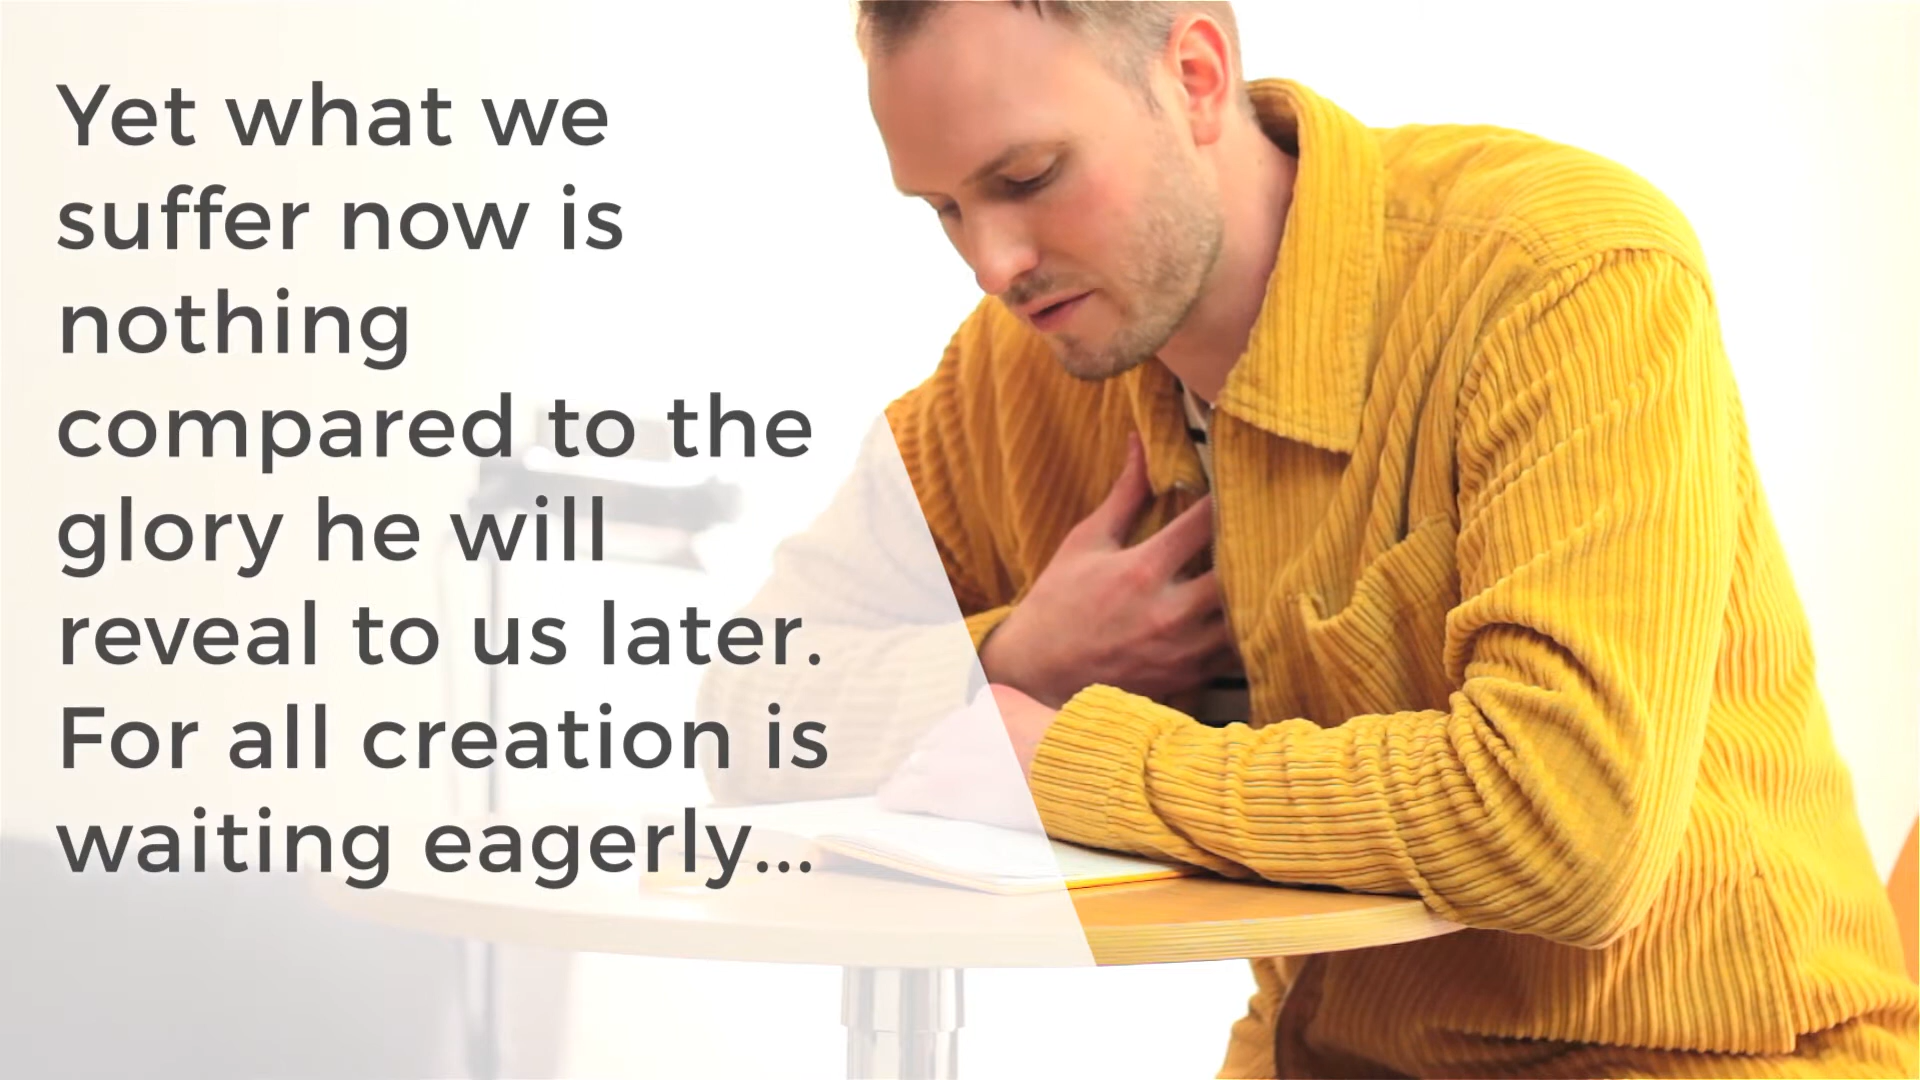 Yet what we
suffer now is
nothing
compared to the
glory he will
reveal to us later.
For all creation is
waiting eagerly...